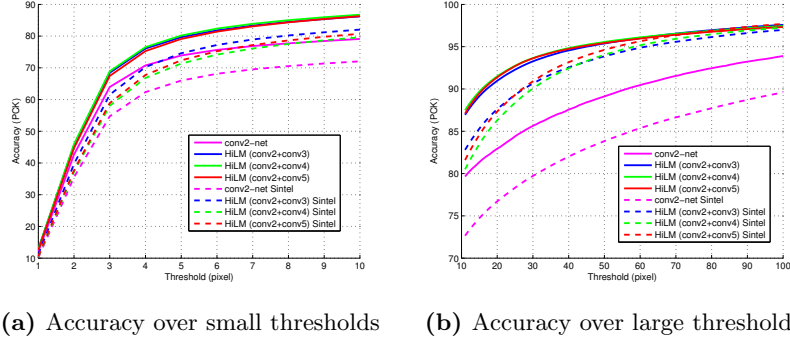 90
80
70
60
50
40
30
20
10
1 2 3 4 5 6 7 8 9 10
Accuracy (PCK)
Threshold (pixel)
conv2−net
HiLM (conv2+conv3)
HiLM (conv2+conv4)
HiLM (conv2+conv5)
conv2−net Sintel
HiLM (conv2+conv3) Sintel
HiLM (conv2+conv4) Sintel
HiLM (conv2+conv5) Sintel
(a) Accuracy over small thresholds
100
95
90
85
80
75
70
10 20 30 40 50 60 70 80 90 100
Accuracy (PCK)
Threshold (pixel)
conv2−net
HiLM (conv2+conv3)
HiLM (conv2+conv4)
HiLM (conv2+conv5)
conv2−net Sintel
HiLM (conv2+conv3) Sintel
HiLM (conv2+conv4) Sintel
HiLM (conv2+conv5) Sintel
(b) Accuracy over large threshold